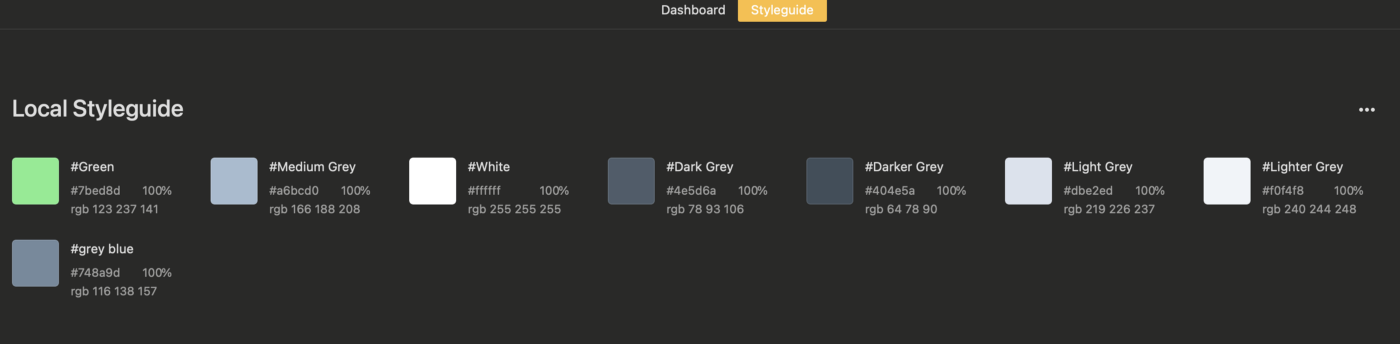 Dashboard Styleguide
Local Styleguide
#Green
#7bed8d 100%
rgb 123 237 141
#Medium Grey
#a6bcd0 100%
rgb 166 188 208
#White
#ffffff 100%
rgb 255 255 255
#Dark Grey
#4e5d6a 100%
rgb 78 93 106
#Darker Grey
#404e5a 100%
rgb 64 78 90
#Light Grey
#dbe2ed 100%
rgb 219 226 237
#Lighter Grey
#f0f4f8 100%
rgb 240 244 248
#grey blue
#748a9d 100%
rgb 116 138 157